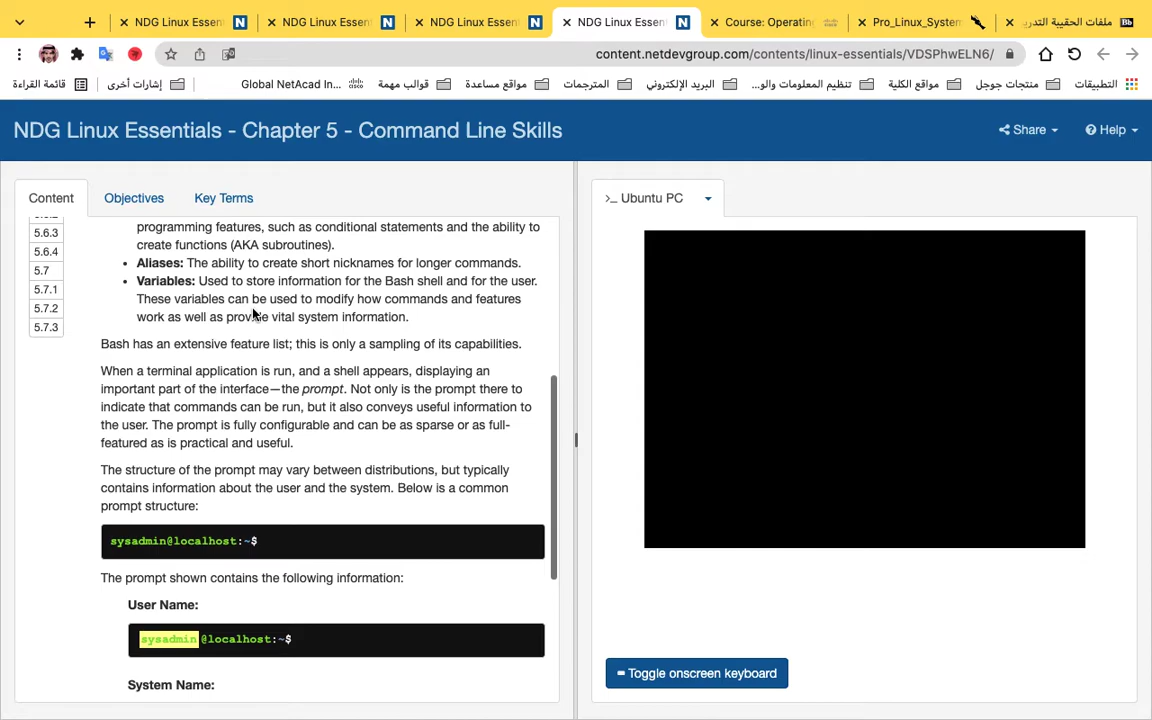 NDG Linux Essen
NDG Linux Essent
NDG Linux Essen
NDG Linux Essen
Course: Operatin
Pro_Linux_System
ملفات الحقيبة التدري
Bb
content.netdevgroup.com/contents/linux-essentials/VDSPhwELN6/
التطبيقات
منتجات جوجل
مواقع الكلية
تنظيم المعلومات والو...
البريد الإلكتروني
المترجمات
مواقع مساعدة
قوالب مهمة
Global NetAcad In...
إشارات أخرى
قائمة القراءة
NDG Linux Essentials - Chapter 5 - Command Line Skills
Share
Help
Content
Objectives
Key Terms
>_ Ubuntu PC
5.6.2
5.6.3
5.6.4
5.7
5.7.1
5.7.2
5.7.3
programming features, such as conditional statements and the ability to
create functions (AKA subroutines).
• Aliases: The ability to create short nicknames for longer commands.
• Variables: Used to store information for the Bash shell and for the user.
These variables can be used to modify how commands and features
work as well as provide vital system information.
Bash has an extensive feature list; this is only a sampling of its capabilities.
When a terminal application is run, and a shell appears, displaying an
important part of the interface—the prompt. Not only is the prompt there to
indicate that commands can be run, but it also conveys useful information to
the user. The prompt is fully configurable and can be as sparse or as full-
featured as is practical and useful.
The structure of the prompt may vary between distributions, but typically
contains information about the user and the system. Below is a common
prompt structure:
sysadmin@localhost:~$
The prompt shown contains the following information:
User Name:
sysadmin@localhost:~$
System Name:
Toggle onscreen keyboard